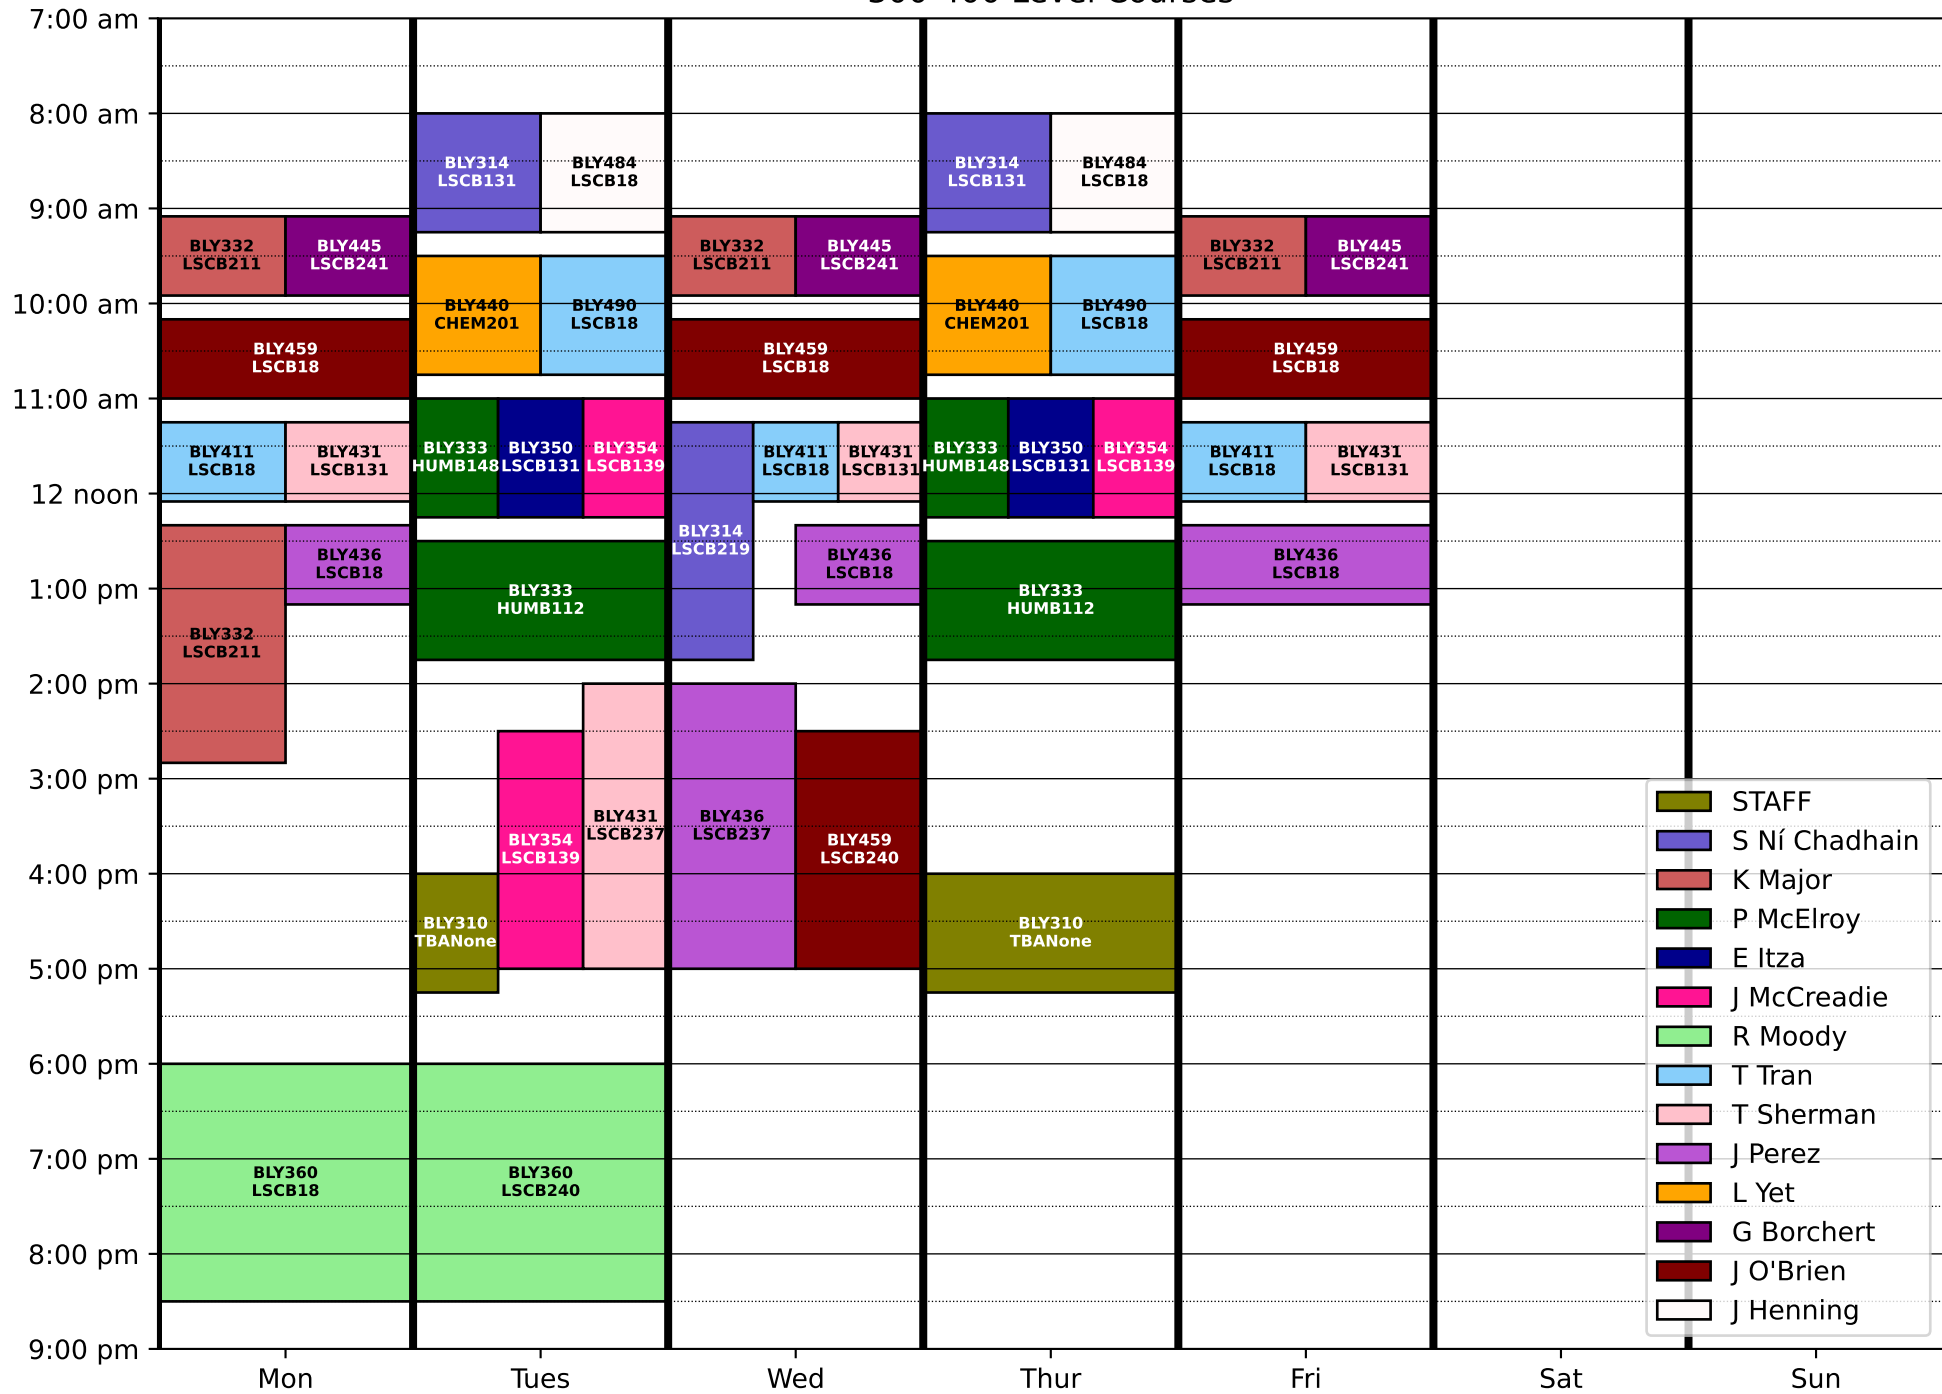 Level Courses
7:00 am
8:00 am
9:00 am
10:00 am
11:00 am
12 noon
1:00 pm
2:00 pm
3:00 pm
4:00 pm
5:00 pm
6:00 pm
7:00 pm
8:00 pm
9:00 pm
BLY332
LSCB211
BLY445
LSCB241
BLY459
LSCB18
BLY411
LSCB18
BLY431
LSCB131
BLY332
LSCB211
BLY436
LSCB18
BLY360
LSCB18
BLY314
LSCB131
BLY484
LSCB18
BLY440
CHEM201
BLY490
LSCB18
BLY333
HUMB148
BLY350
LSCB131
BLY354
LSCB139
BLY333
HUMB112
BLY310
TBANone
BLY354
LSCB139
BLY431
LSCB237
BLY360
LSCB240
BLY332
LSCB211
BLY445
LSCB241
BLY459
LSCB18
BLY314
LSCB219
BLY411
LSCB18
BLY431
LSCB131
BLY436
LSCB18
BLY436
LSCB237
BLY459
LSCB240
BLY314
LSCB131
BLY484
LSCB18
BLY440
CHEM201
BLY490
LSCB18
BLY333
HUMB148
BLY350
LSCB131
BLY354
LSCB139
BLY333
HUMB112
BLY310
TBANone
BLY332
LSCB211
BLY445
LSCB241
BLY459
LSCB18
BLY411
LSCB18
BLY431
LSCB131
BLY436
LSCB18
STAFF
S Ní Chadhain
K Major
P McElroy
E Itza
J McCreadie
R Moody
T Tran
T Sherman
J Perez
L Yet
G Borchert
J O'Brien
J Henning
Mon
Tues
Wed
Thur
Fri
Sat
Sun